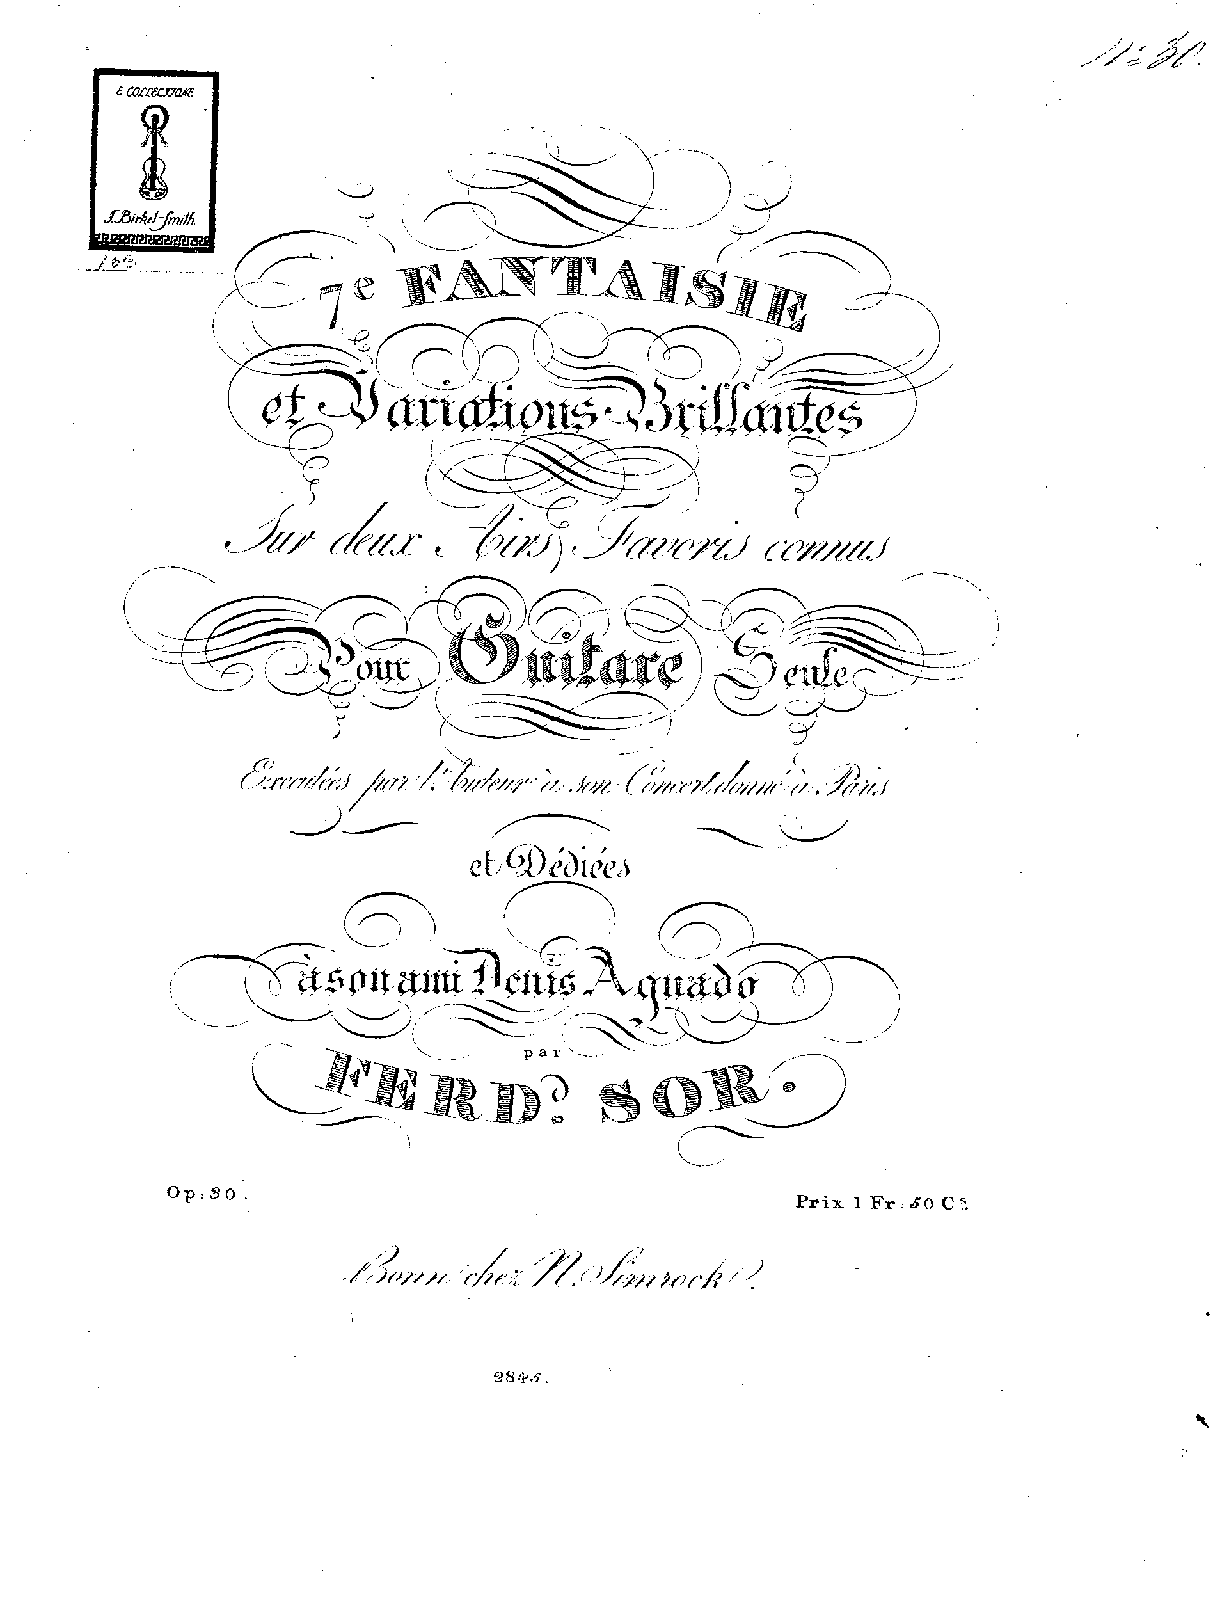 No 30.
E COLLECTIONE
J. Birket-Smith
7e FANTAISIE
et Variations Brillantes
Sur deux Airs Favoris connus
Pour Guitare Seule
Executées par l'Auteur à son Concert donné à Paris
et Dédiées
à son ami Denis Aguado
par
FERD. SOR.
Op: 30.
Prix 1 Fr: 50 Cs
Bonn chez N. Simrock.
2845.